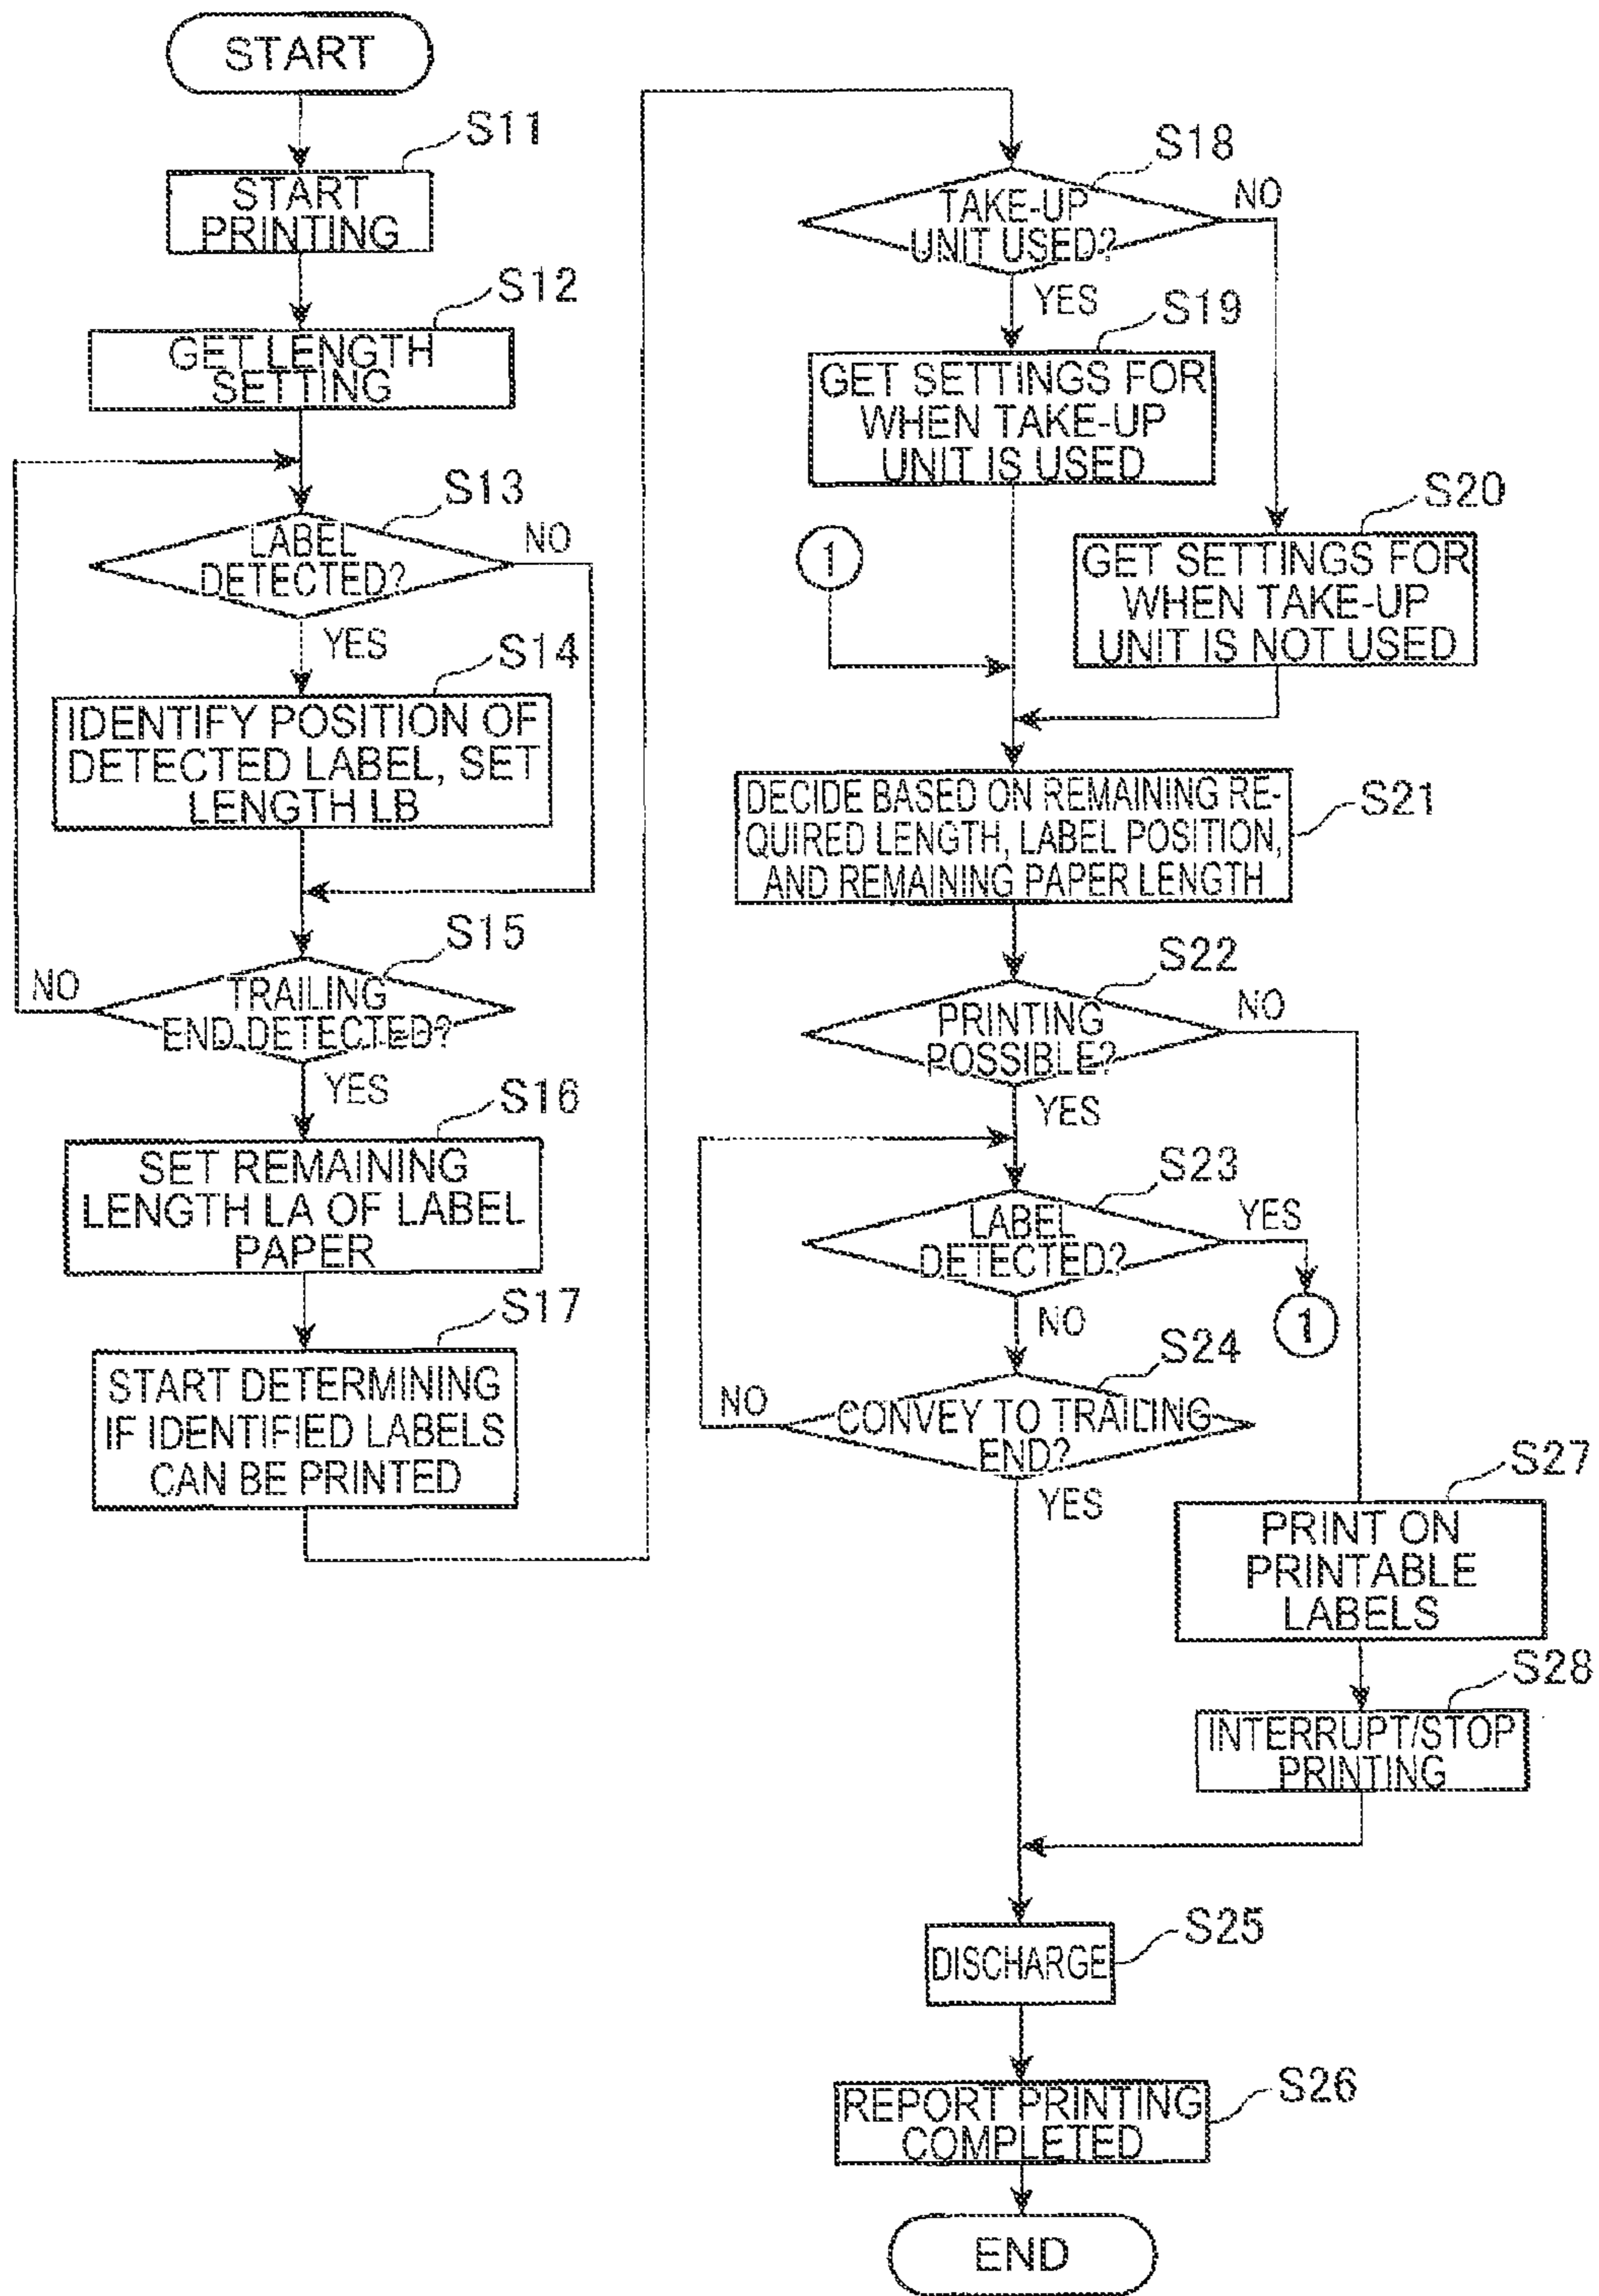 START
S11
START
PRINTING
S12
GET LENGTH
SETTING
S13
LABEL
DETECTED?
NO
YES
S14
IDENTIFY POSITION OF
DETECTED LABEL, SET
LENGTH LB
S15
NO
TRAILING
END DETECTED?
YES
S16
SET REMAINING
LENGTH LA OF LABEL
PAPER
S17
START DETERMINING
IF IDENTIFIED LABELS
CAN BE PRINTED
S18
TAKE-UP
UNIT USED?
NO
YES
S19
GET SETTINGS FOR
WHEN TAKE-UP
UNIT IS USED
S20
GET SETTINGS FOR
WHEN TAKE-UP
UNIT IS NOT USED
1
DECIDE BASED ON REMAINING RE-
QUIRED LENGTH, LABEL POSITION,
AND REMAINING PAPER LENGTH
S21
S22
PRINTING
POSSIBLE?
NO
YES
S23
LABEL
DETECTED?
YES
1
NO
S24
NO
CONVEY TO TRAILING
END?
YES
S27
PRINT ON
PRINTABLE
LABELS
S28
INTERRUPT/STOP
PRINTING
S25
DISCHARGE
S26
REPORT PRINTING
COMPLETED
END